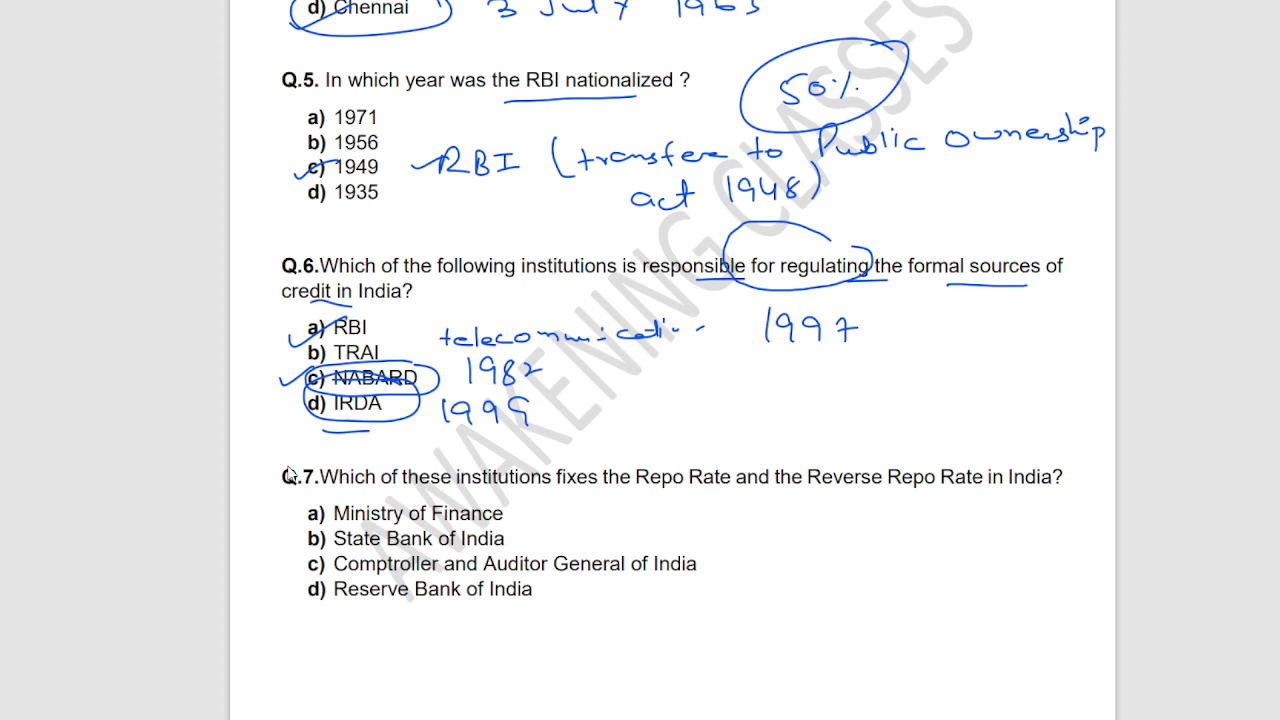 d) Chennai 3 July 1963
Q.5. In which year was the RBI nationalized ?
50%
a) 1971
b) 1956
c) 1949
RBI (transfere to Public ownership
act 1948)
d) 1935
Q.6.Which of the following institutions is responsible for regulating the formal sources of
credit in India?
a) RBI
1997
b) TRAI
c) NABARD 1982
d) IRDA 1999
Q.7.Which of these institutions fixes the Repo Rate and the Reverse Repo Rate in India?
a) Ministry of Finance
b) State Bank of India
c) Comptroller and Auditor General of India
d) Reserve Bank of India
AWAKENING CLASSES